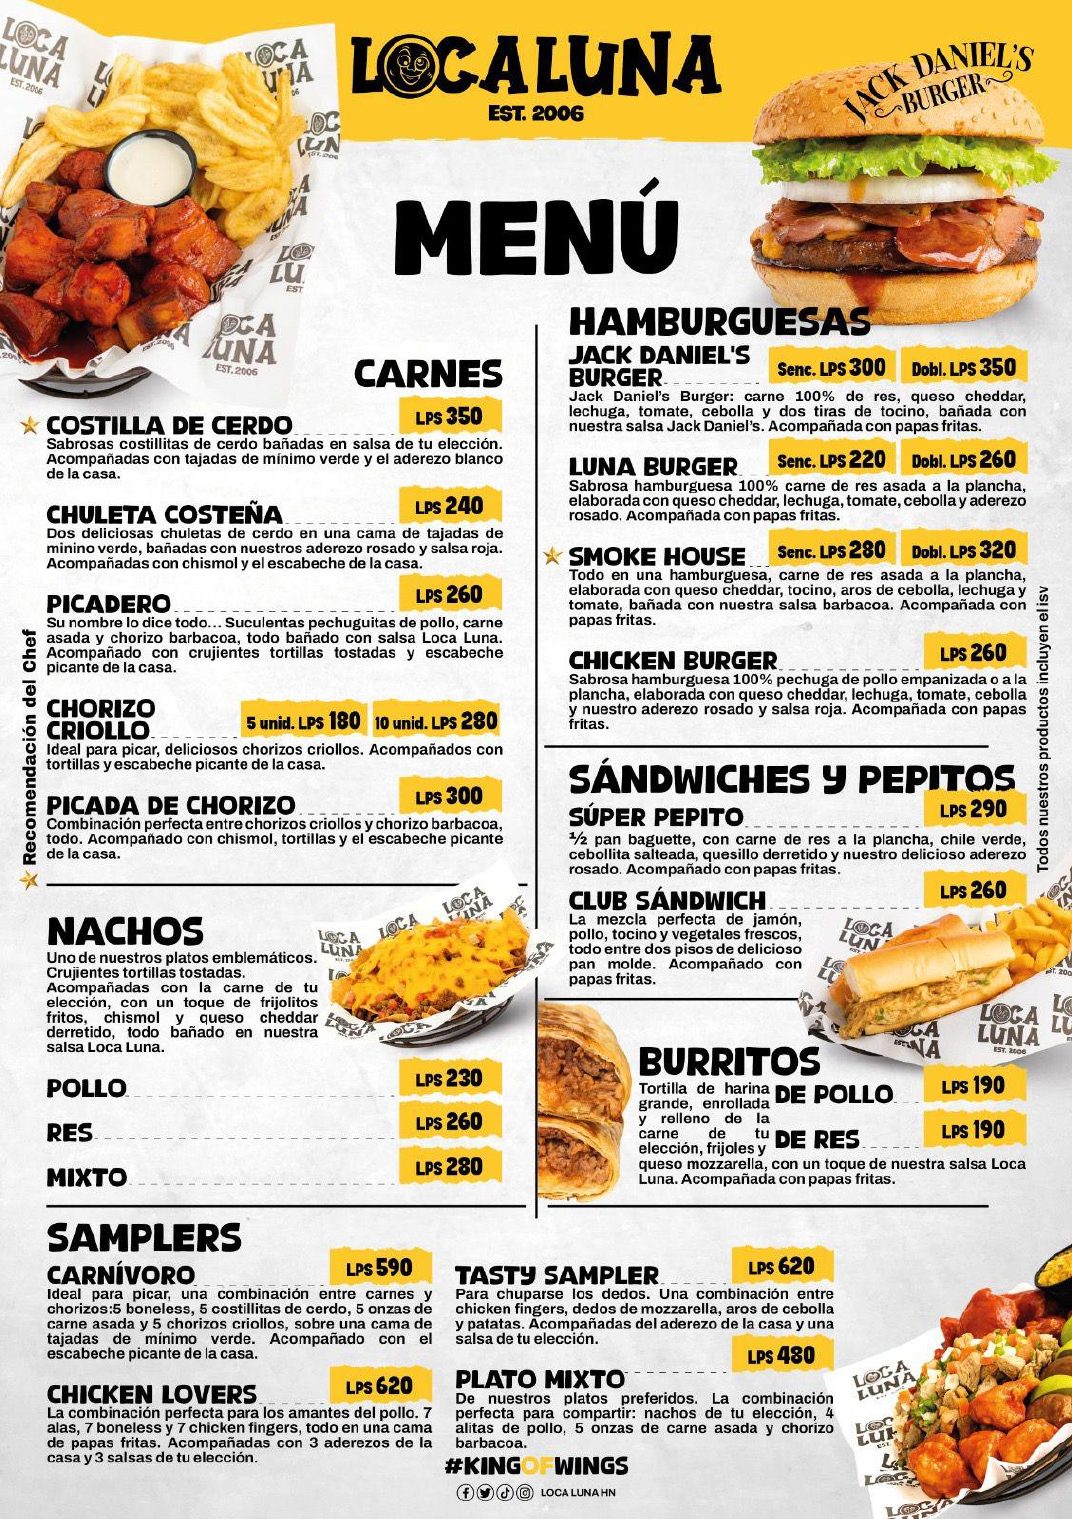 LOCA LUNA
EST. 2006
JACK DANIEL'S
BURGER
MENÚ
CARNES
COSTILLA DE CERDO LPS 350
Sabrosas costillitas de cerdo bañadas en salsa de tu elección.
Acompañadas con tajadas de mínimo verde y el aderezo blanco
de la casa.
CHULETA COSTEÑA LPS 240
Dos deliciosas chuletas de cerdo en una cama de tajadas de
minino verde, bañadas con nuestros aderezo rosado y salsa roja.
Acompañadas con chismol y el escabeche de la casa.
PICADERO LPS 260
Su nombre lo dice todo... Suculentas pechuguitas de pollo, carne
asada y chorizo barbacoa, todo bañado con salsa Loca Luna.
Acompañado con crujientes tortillas tostadas y escabeche
picante de la casa.
CHORIZO
CRIOLLO 5 unid. LPS 180 10 unid. LPS 280
Ideal para picar, deliciosos chorizos criollos. Acompañados con
tortillas y escabeche picante de la casa.
PICADA DE CHORIZO LPS 300
Combinación perfecta entre chorizos criollos y chorizo barbacoa,
todo. Acompañado con chismol, tortillas y el escabeche picante
de la casa.
Recomendación del Chef
NACHOS
Uno de nuestros platos emblemáticos.
Crujientes tortillas tostadas.
Acompañadas con la carne de tu
elección, con un toque de frijolitos
fritos, chismol y queso cheddar
derretido, todo bañado en nuestra
salsa Loca Luna.
POLLO LPS 230
RES LPS 260
MIXTO LPS 280
HAMBURGUESAS
JACK DANIEL'S
BURGER Senc. LPS 300 Dobl. LPS 350
Jack Daniel's Burger: carne 100% de res, queso cheddar,
lechuga, tomate, cebolla y dos tiras de tocino, bañada con
nuestra salsa Jack Daniel's. Acompañada con papas fritas.
LUNA BURGER Senc. LPS 220 Dobl. LPS 260
Sabrosa hamburguesa 100% carne de res asada a la plancha,
elaborada con queso cheddar, lechuga, tomate, cebolla y aderezo
rosado. Acompañada con papas fritas.
SMOKE HOUSE Senc. LPS 280 Dobl. LPS 320
Todo en una hamburguesa, carne de res asada a la plancha,
elaborada con queso cheddar, tocino, aros de cebolla, lechuga y
tomate, bañada con nuestra salsa barbacoa. Acompañada con
papas fritas.
CHICKEN BURGER LPS 260
Sabrosa hamburguesa 100% pechuga de pollo empanizada o a la
plancha, elaborada con queso cheddar, lechuga, tomate, cebolla
y nuestro aderezo rosado y salsa roja. Acompañada con papas
fritas.
Todos nuestros productos incluyen el isv
SÁNDWICHES Y PEPITOS
SÚPER PEPITO LPS 290
½ pan baguette, con carne de res a la plancha, chile verde,
cebollita salteada, quesillo derretido y nuestro delicioso aderezo
rosado. Acompañado con papas fritas.
CLUB SÁNDWICH LPS 260
La mezcla perfecta de jamón,
pollo, tocino y vegetales frescos,
todo entre dos pisos de delicioso
pan molde. Acompañado con
papas fritas.
BURRITOS
Tortilla de harina
grande, enrollada
y relleno de la
carne de tu
elección, frijoles y
queso mozzarella, con un toque de nuestra salsa Loca
Luna. Acompañada con papas fritas.
DE POLLO LPS 190
DE RES LPS 190
SAMPLERS
CARNÍVORO LPS 590
Ideal para picar, una combinación entre carnes y
chorizos:5 boneless, 5 costillitas de cerdo, 5 onzas de
carne asada y 5 chorizos criollos, sobre una cama de
tajadas de mínimo verde. Acompañado con el
escabeche picante de la casa.
CHICKEN LOVERS LPS 620
La combinación perfecta para los amantes del pollo. 7
alas, 7 boneless y 7 chicken fingers, todo en una cama
de papas fritas. Acompañadas con 3 aderezos de la
casa y 3 salsas de tu elección.
TASTY SAMPLER LPS 620
Para chuparse los dedos. Una combinación entre
chicken fingers, dedos de mozzarella, aros de cebolla
y patatas. Acompañadas del aderezo de la casa y una
salsa de tu elección.
PLATO MIXTO LPS 480
De nuestros platos preferidos. La combinación
perfecta para compartir: nachos de tu elección, 4
alitas de pollo, 5 onzas de carne asada y chorizo
barbacoa.
#KINGOFWINGS
LOCA LUNA HN